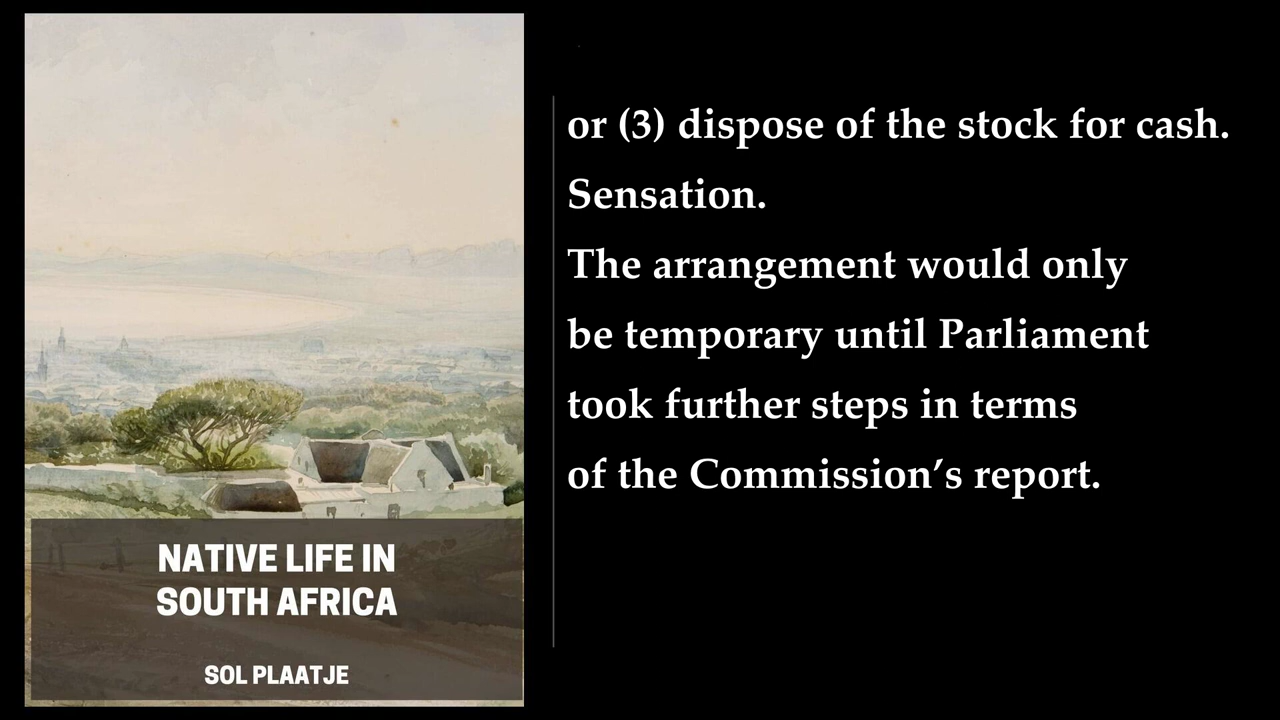 or (3) dispose of the stock for cash.
Sensation.
The arrangement would only
be temporary until Parliament
took further steps in terms
of the Commission’s report.
NATIVE LIFE IN
SOUTH AFRICA
SOL PLAATJE